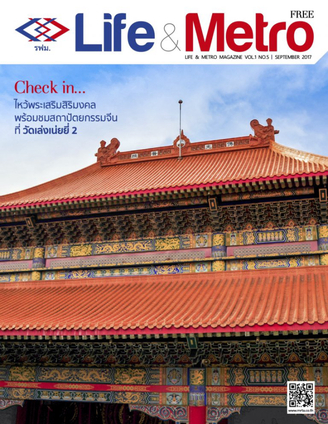 FREE
รฟม.
Life & Metro
LIFE & METRO MAGAZINE VOL.1 NO.5 | SEPTEMBER 2017
Check in...
ไหว้พระเสริมสิริมงคล
พร้อมชมสถาปัตยกรรมจีน
ที่ วัดเล่งเน่ยยี่ 2
www.mrta.co.th